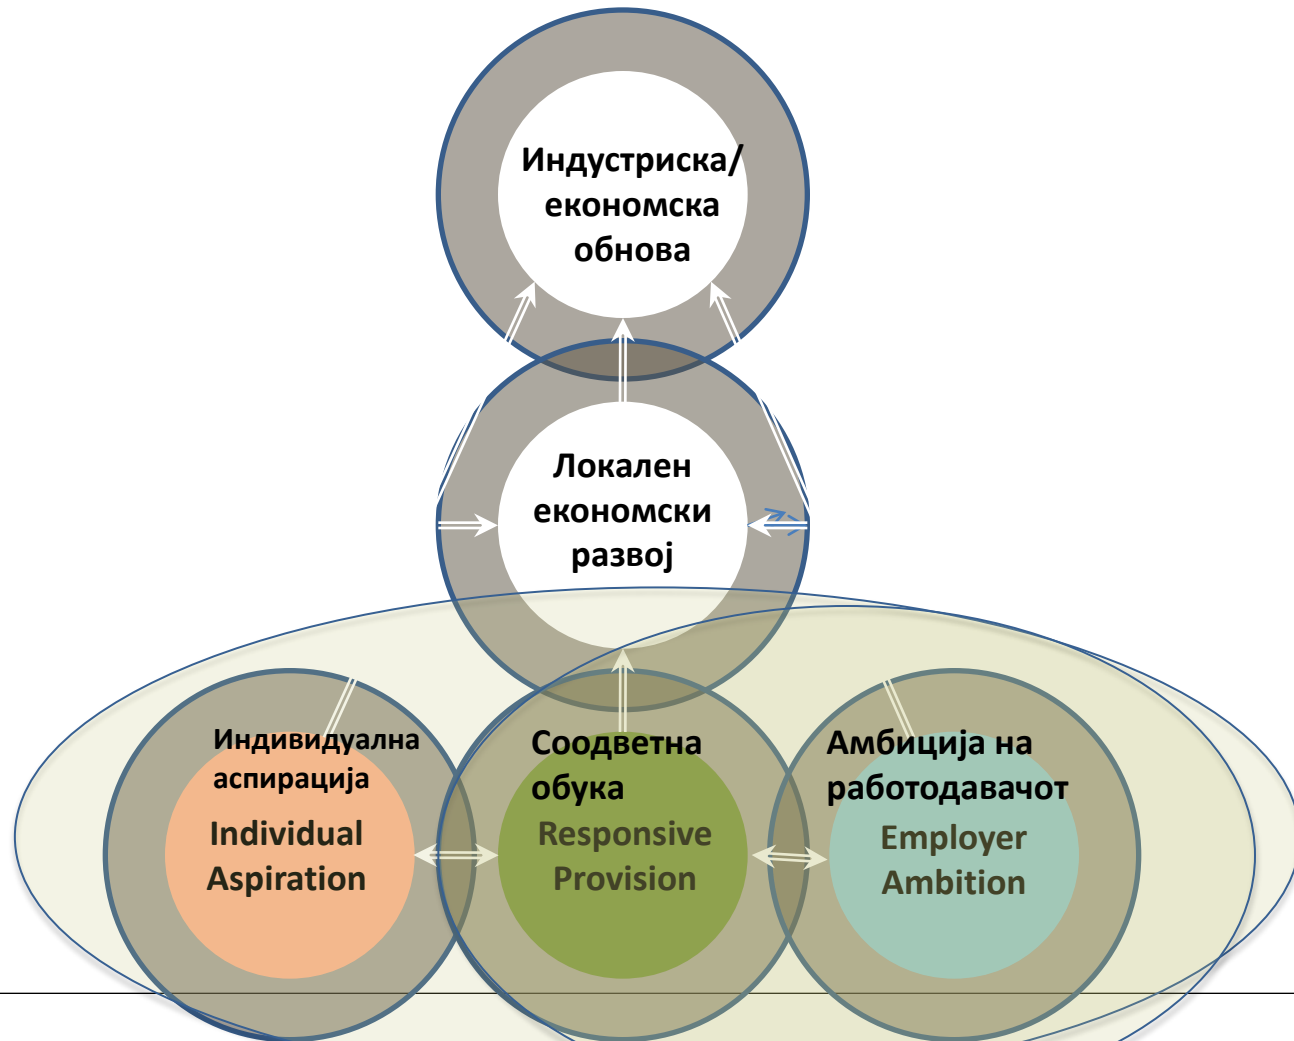 Индустриска/
економска
обнова
Локален
економски
развој
Индивидуална
аспирација
Individual
Aspiration
Соодветна
обука
Responsive
Provision
Амбиција на
работодавачот
Employer
Ambition